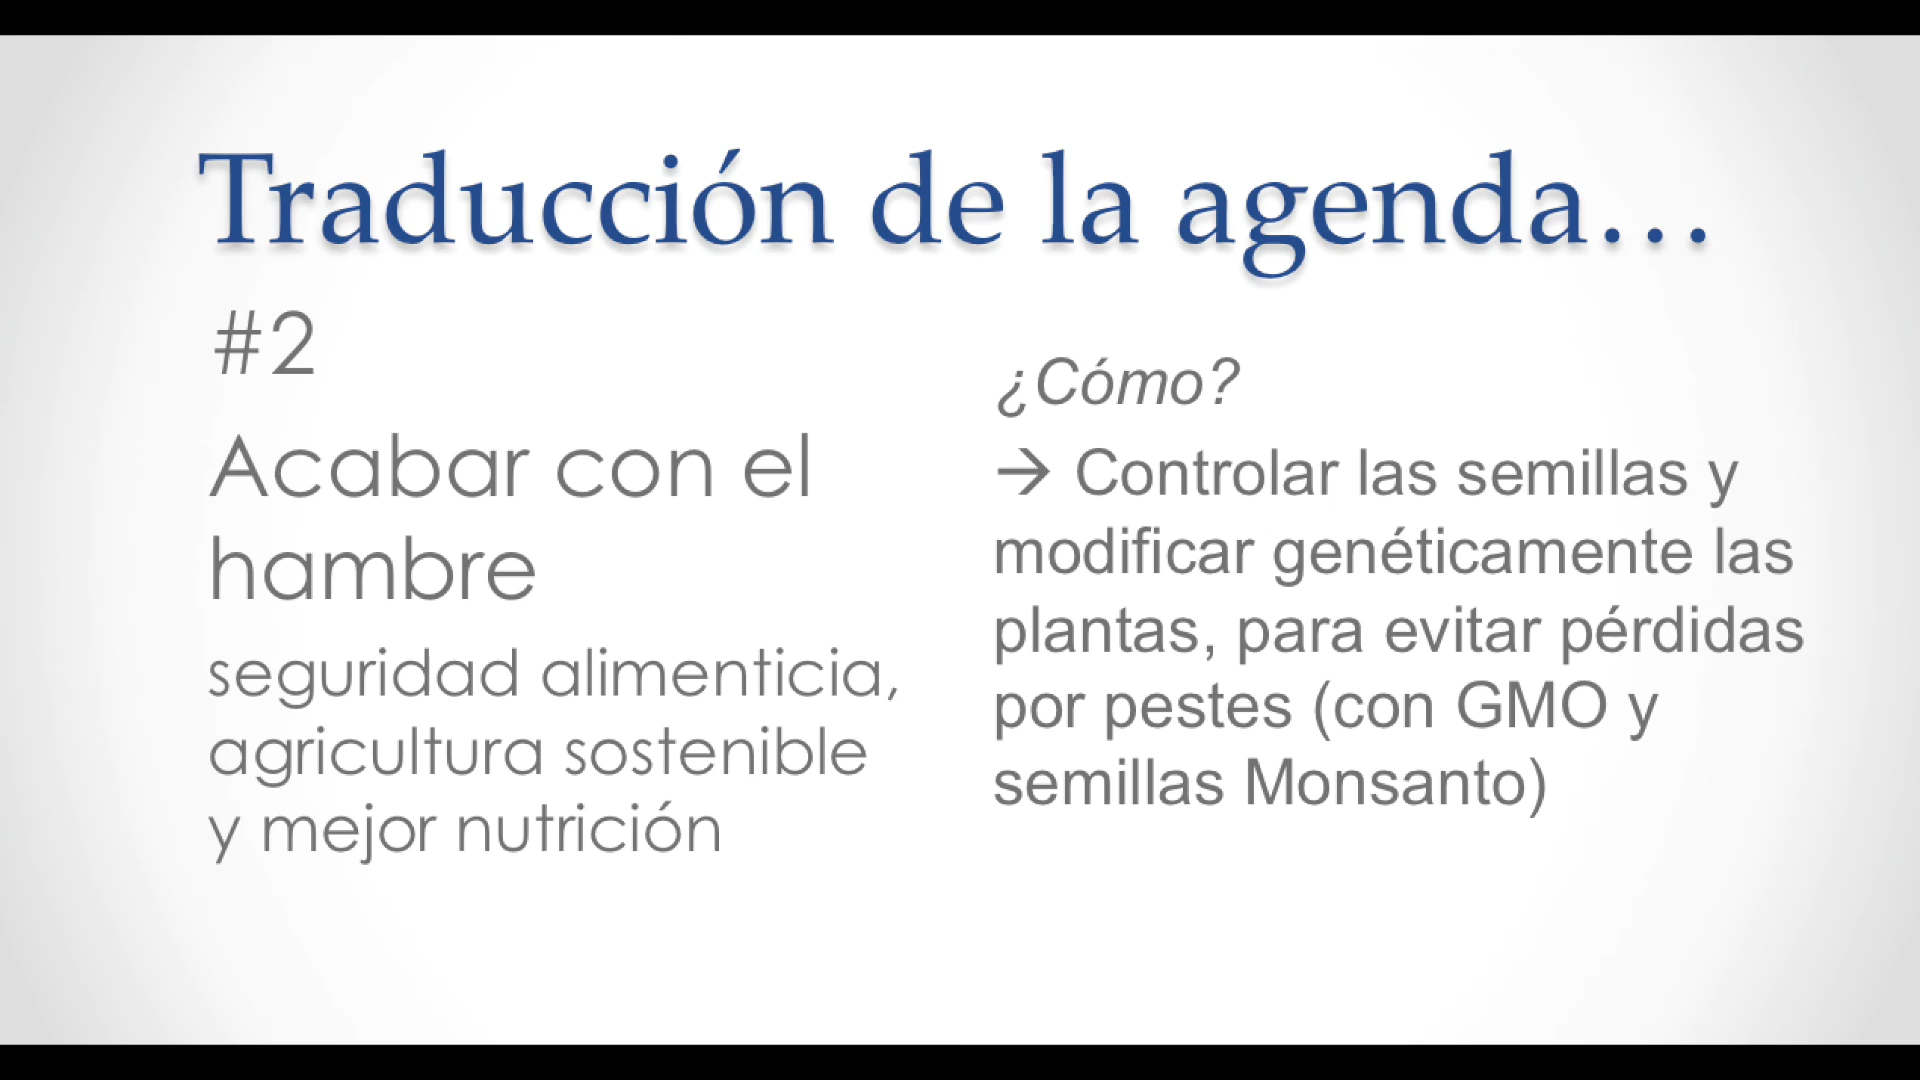 Traducción de la agenda…
#2
Acabar con el
hambre
seguridad alimenticia,
agricultura sostenible
y mejor nutrición
¿Cómo?
→ Controlar las semillas y
modificar genéticamente las
plantas, para evitar pérdidas
por pestes (con GMO y
semillas Monsanto)